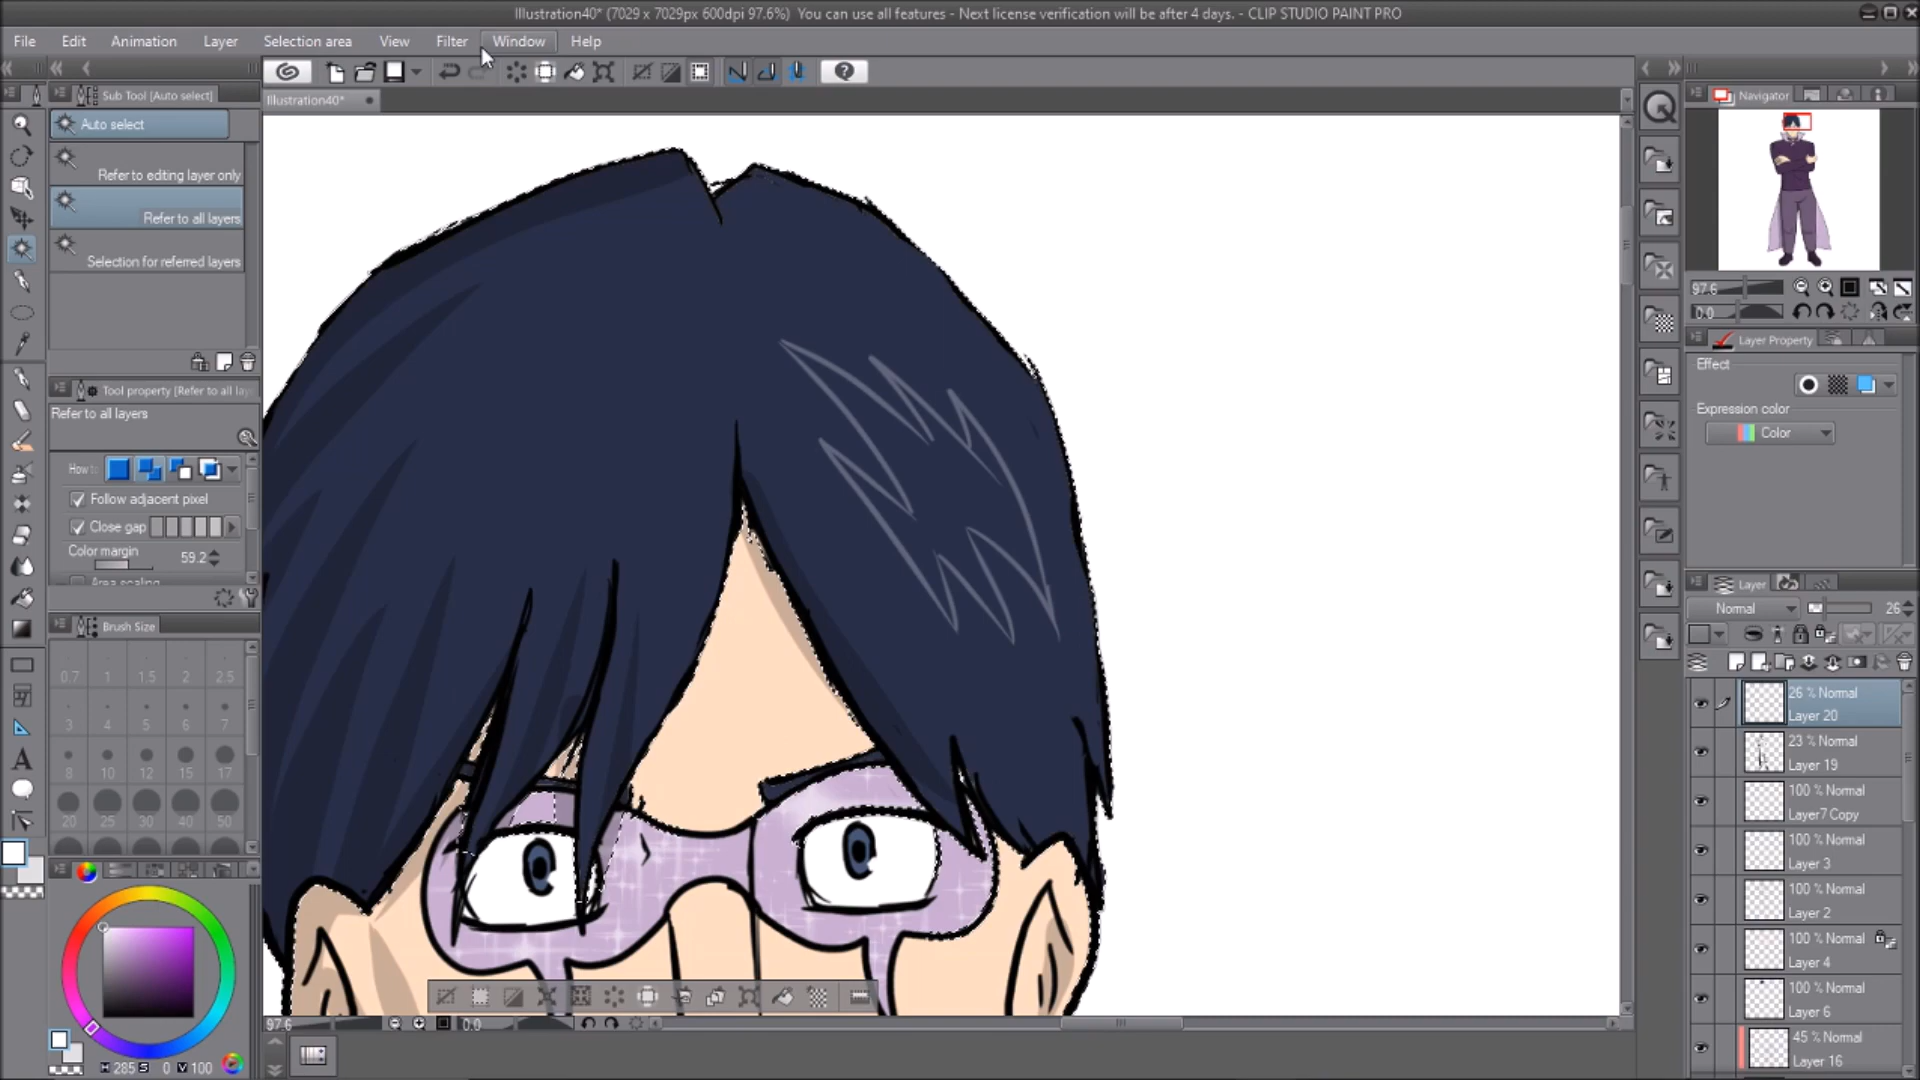 Illustration40* (7029 x 7029px 600dpi 97.6%)  You can use all features - Next license verification will be after 4 days. - CLIP STUDIO PAINT PRO
File Edit Animation Layer Selection area View Filter Window Help
Sub Tool [Auto select]
Illustration40*
Navigator
Auto select
Refer to editing layer only
Refer to all layers
Selection for referred layers
97.6
0.0
Layer Property
Effect
Expression color
Color
Tool property [Refer to all lay
Refer to all layers
How to
Follow adjacent pixel
Close gap
Color margin
59.2
Area scaling
Brush Size
0.7 1 1.5 2 2.5
3 4 5 6 7
8 10 12 15 17
20 25 30 40 50
Layer
Normal 26
26 % Normal
Layer 20
23 % Normal
Layer 19
100 % Normal
Layer7 Copy
100 % Normal
Layer 3
100 % Normal
Layer 2
100 % Normal
Layer 4
100 % Normal
Layer 6
45 % Normal
Layer 16
97.6 0.0
H 285 S 0 V 100